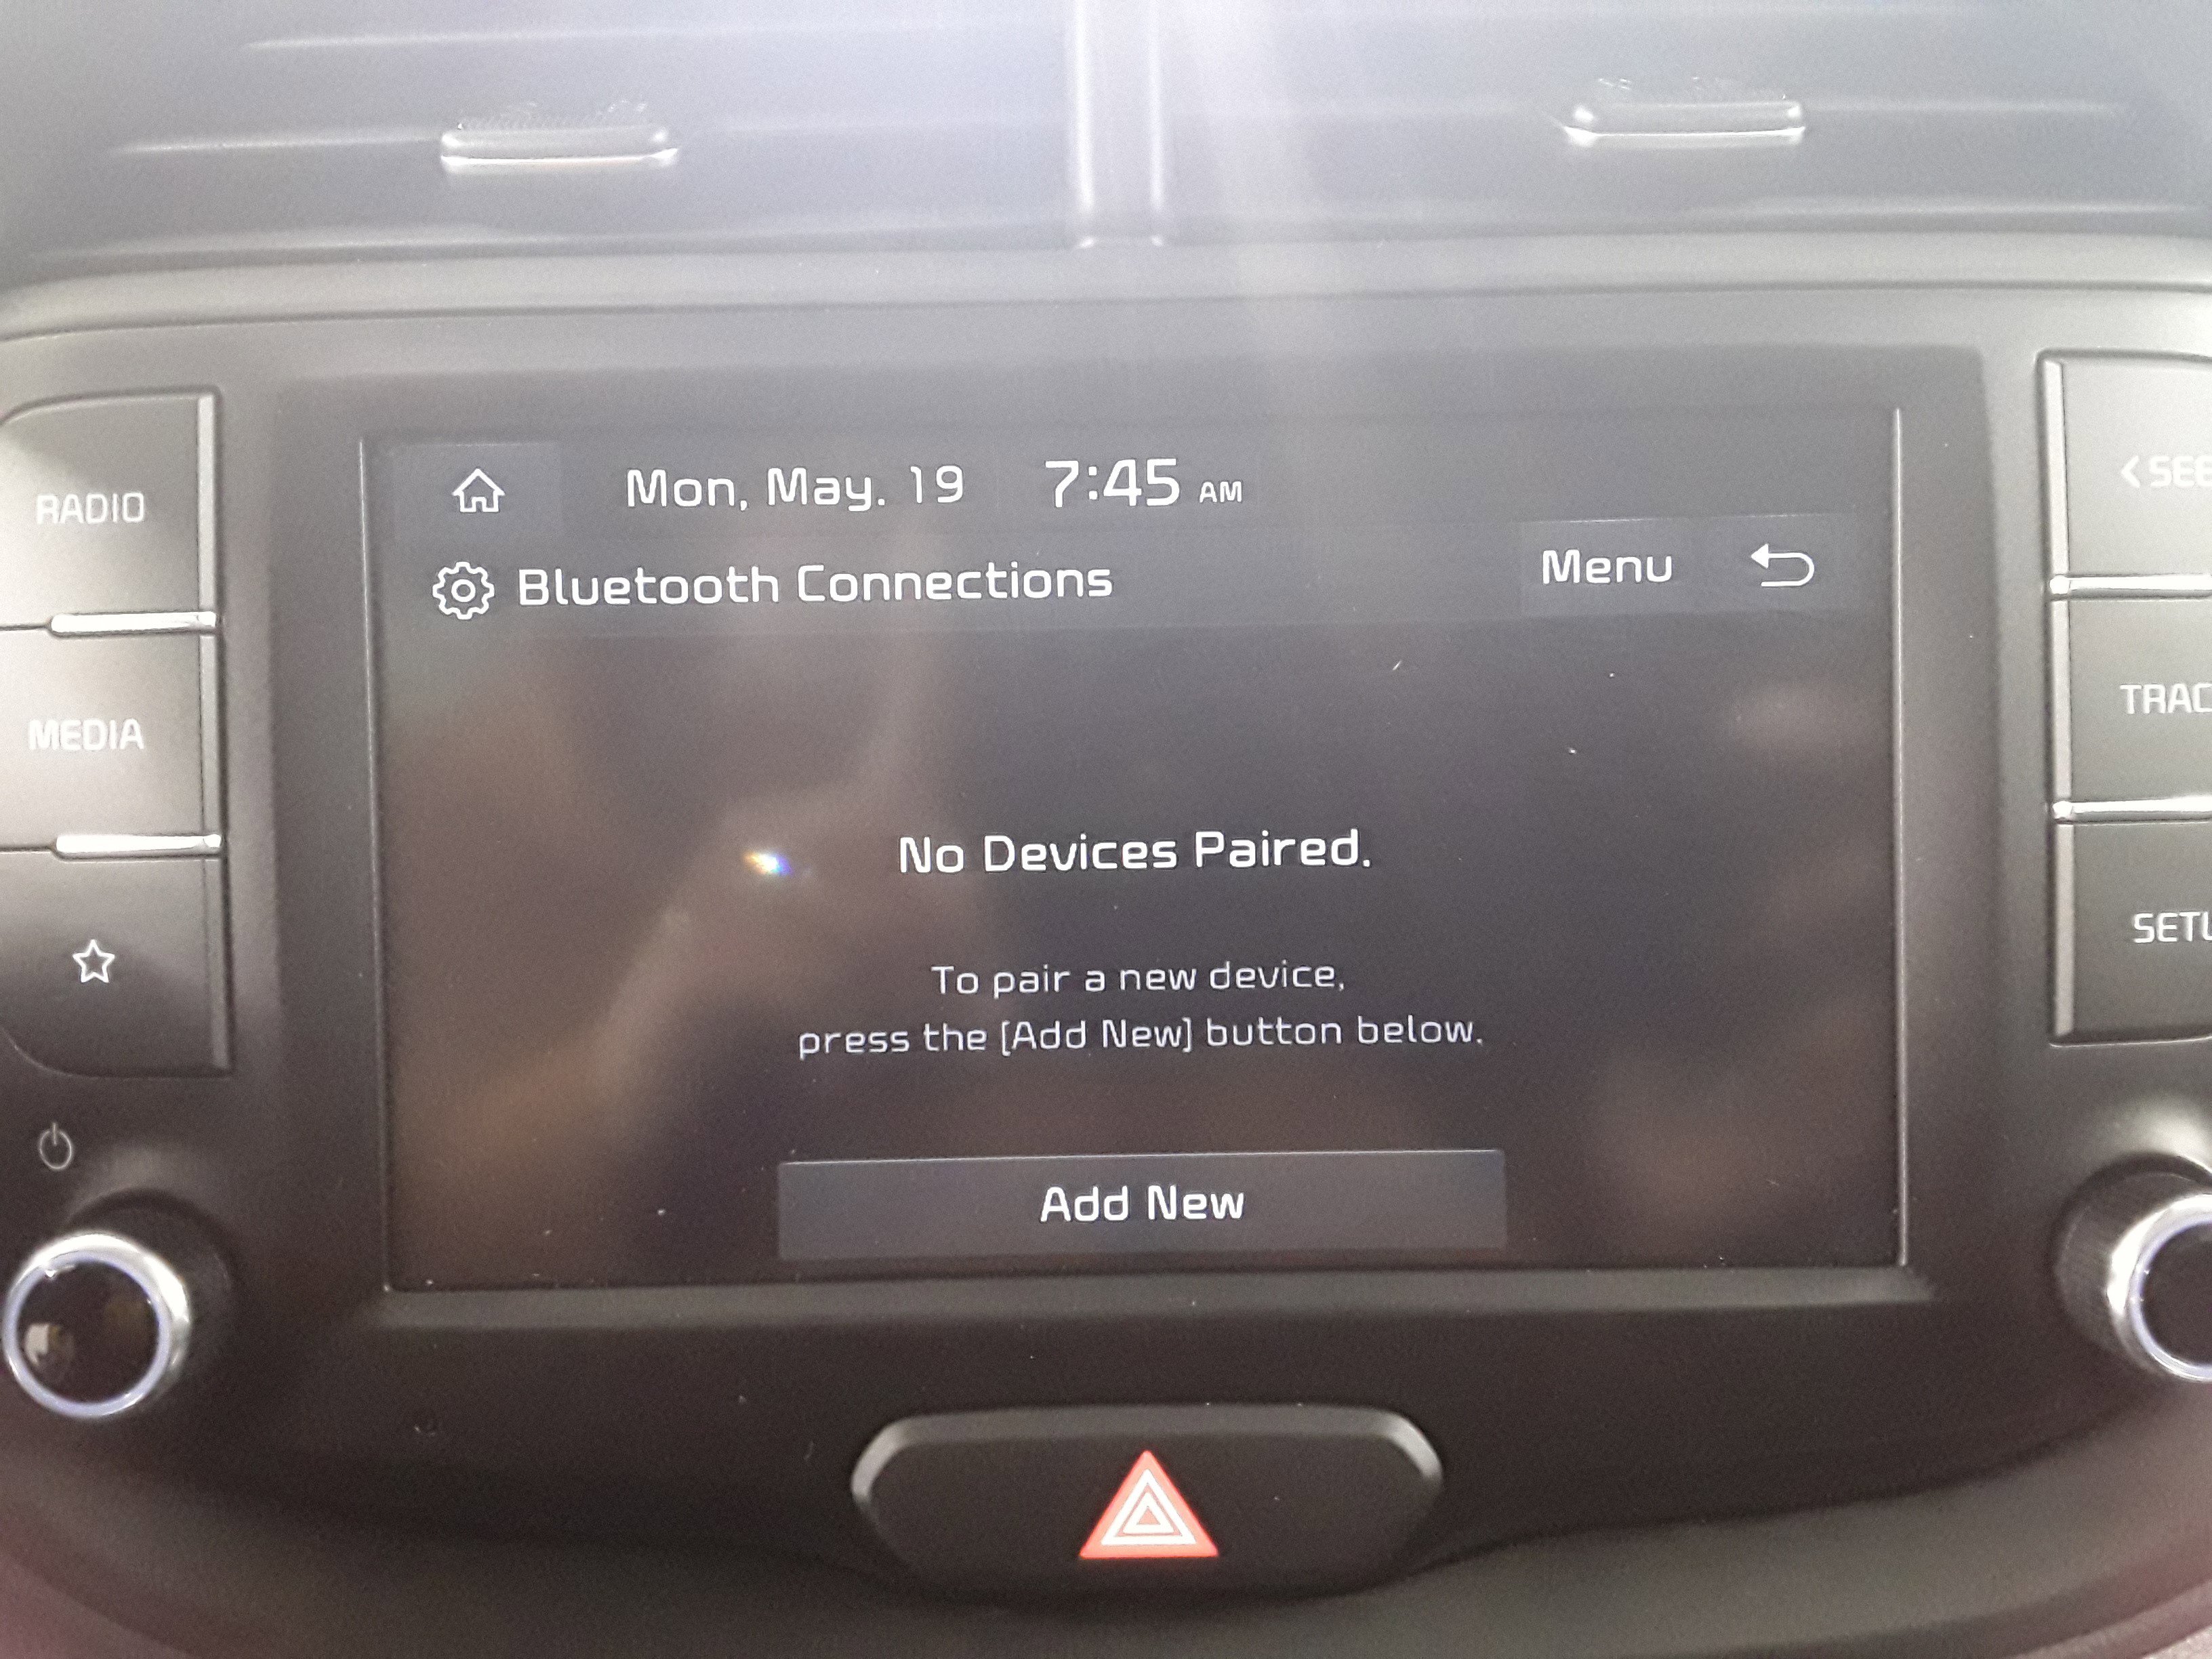 Mon, May. 19 7:45 AM
Bluetooth Connections
Menu
RADIO
MEDIA
No Devices Paired.
To pair a new device,
press the [Add New] button below.
Add New